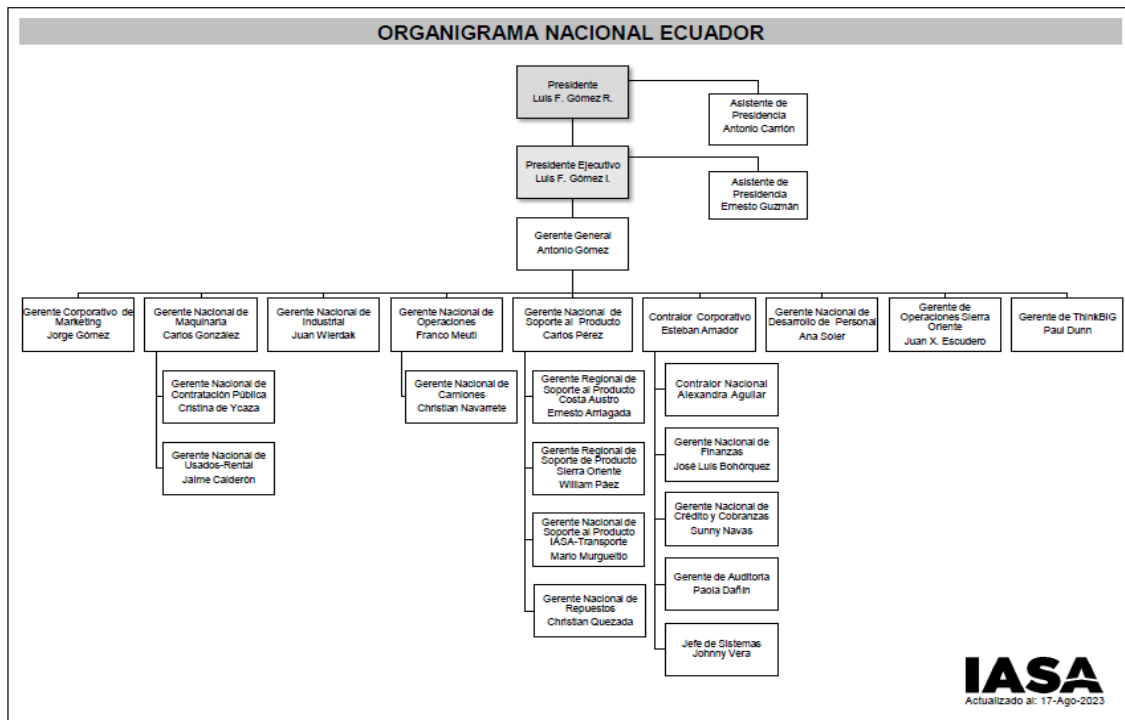 ORGANIGRAMA NACIONAL ECUADOR
Presidente
Luis F. Gómez R.
Asistente de
Presidencia
Antonio Carrión
Presidente Ejecutivo
Luis F. Gómez I.
Asistente de
Presidencia
Ernesto Guzmán
Gerente General
Antonio Gómez
Gerente Corporativo de
Marketing
Jorge Gómez
Gerente Nacional de
Maquinaria
Carlos González
Gerente Nacional de
Industrial
Juan Wierdak
Gerente Nacional de
Operaciones
Franco Meuti
Gerente Nacional de
Soporte al Producto
Carlos Pérez
Contralor Corporativo
Esteban Amador
Gerente Nacional de
Desarrollo de Personal
Ana Soler
Gerente de
Operaciones Sierra
Oriente
Juan X. Escudero
Gerente de ThinkBIG
Paul Dunn
Gerente Nacional de
Contratación Pública
Cristina de Ycaza
Gerente Nacional de
Usados-Rental
Jaime Calderón
Gerente Nacional de
Camiones
Christian Navarrete
Gerente Regional de
Soporte al Producto
Costa Austro
Ernesto Arriagada
Gerente Regional de
Soporte de Producto
Sierra Oriente
William Páez
Gerente Nacional de
Soporte al Producto
IASA-Transporte
Mario Murgueitio
Gerente Nacional de
Repuestos
Christian Quezada
Contralor Nacional
Alexandra Aguilar
Gerente Nacional de
Finanzas
José Luis Bohórquez
Gerente Nacional de
Crédito y Cobranzas
Sunny Navas
Gerente de Auditoría
Paola Dañín
Jefe de Sistemas
Johnny Vera
IASA
Actualizado al: 17-Ago-2023